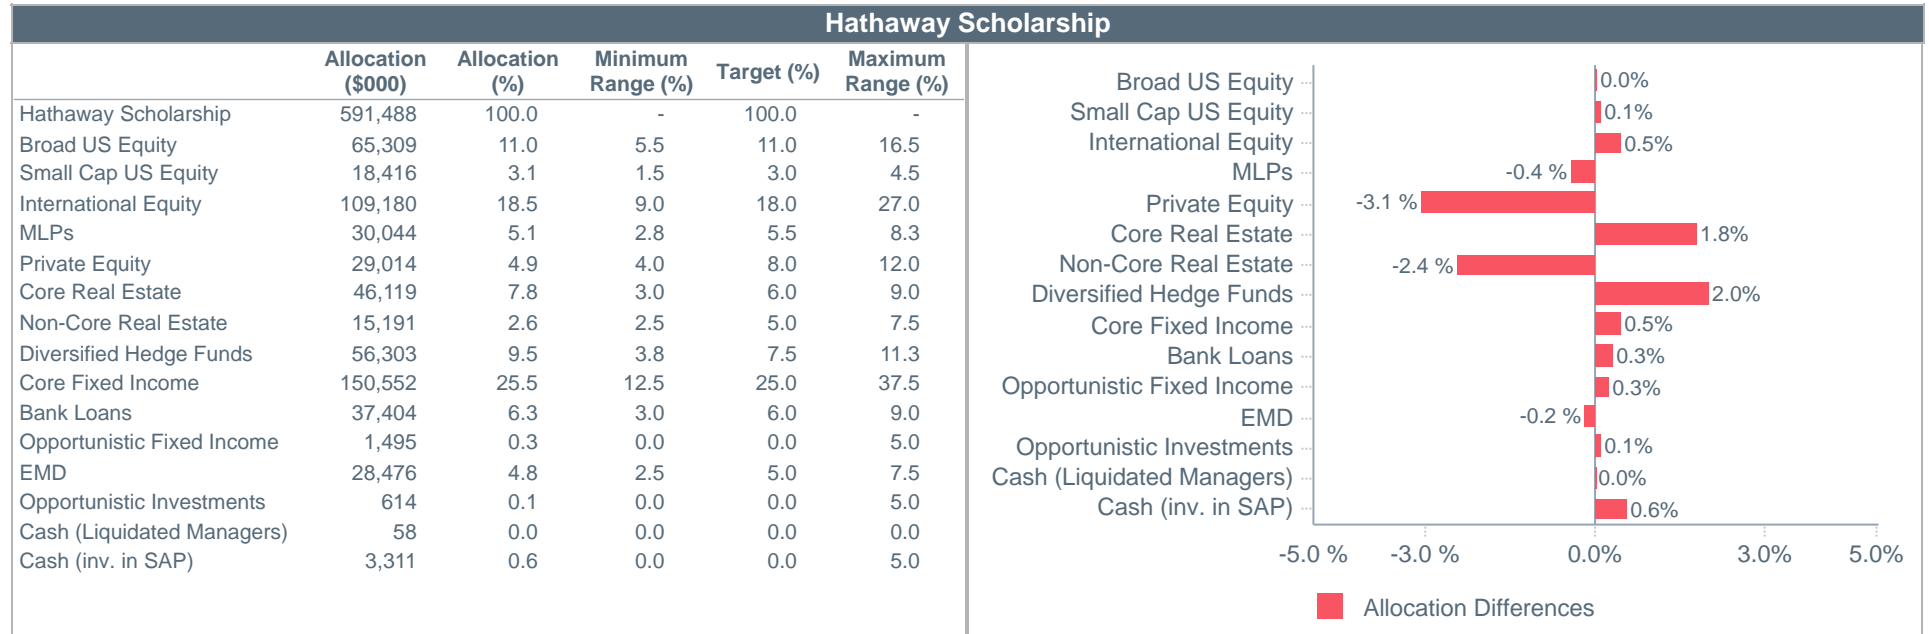 Hathaway Scholarship
Allocation ($000) Allocation (%) Minimum Range (%) Target (%) Maximum Range (%)
Hathaway Scholarship 591,488 100.0 - 100.0 -
Broad US Equity 65,309 11.0 5.5 11.0 16.5
Small Cap US Equity 18,416 3.1 1.5 3.0 4.5
International Equity 109,180 18.5 9.0 18.0 27.0
MLPs 30,044 5.1 2.8 5.5 8.3
Private Equity 29,014 4.9 4.0 8.0 12.0
Core Real Estate 46,119 7.8 3.0 6.0 9.0
Non-Core Real Estate 15,191 2.6 2.5 5.0 7.5
Diversified Hedge Funds 56,303 9.5 3.8 7.5 11.3
Core Fixed Income 150,552 25.5 12.5 25.0 37.5
Bank Loans 37,404 6.3 3.0 6.0 9.0
Opportunistic Fixed Income 1,495 0.3 0.0 0.0 5.0
EMD 28,476 4.8 2.5 5.0 7.5
Opportunistic Investments 614 0.1 0.0 0.0 5.0
Cash (Liquidated Managers) 58 0.0 0.0 0.0 0.0
Cash (inv. in SAP) 3,311 0.6 0.0 0.0 5.0
Broad US Equity 0.0%
Small Cap US Equity 0.1%
International Equity 0.5%
MLPs -0.4 %
Private Equity -3.1 %
Core Real Estate 1.8%
Non-Core Real Estate -2.4 %
Diversified Hedge Funds 2.0%
Core Fixed Income 0.5%
Bank Loans 0.3%
Opportunistic Fixed Income 0.3%
EMD -0.2 %
Opportunistic Investments 0.1%
Cash (Liquidated Managers) 0.0%
Cash (inv. in SAP) 0.6%
-5.0 % -3.0 % 0.0% 3.0% 5.0%
Allocation Differences